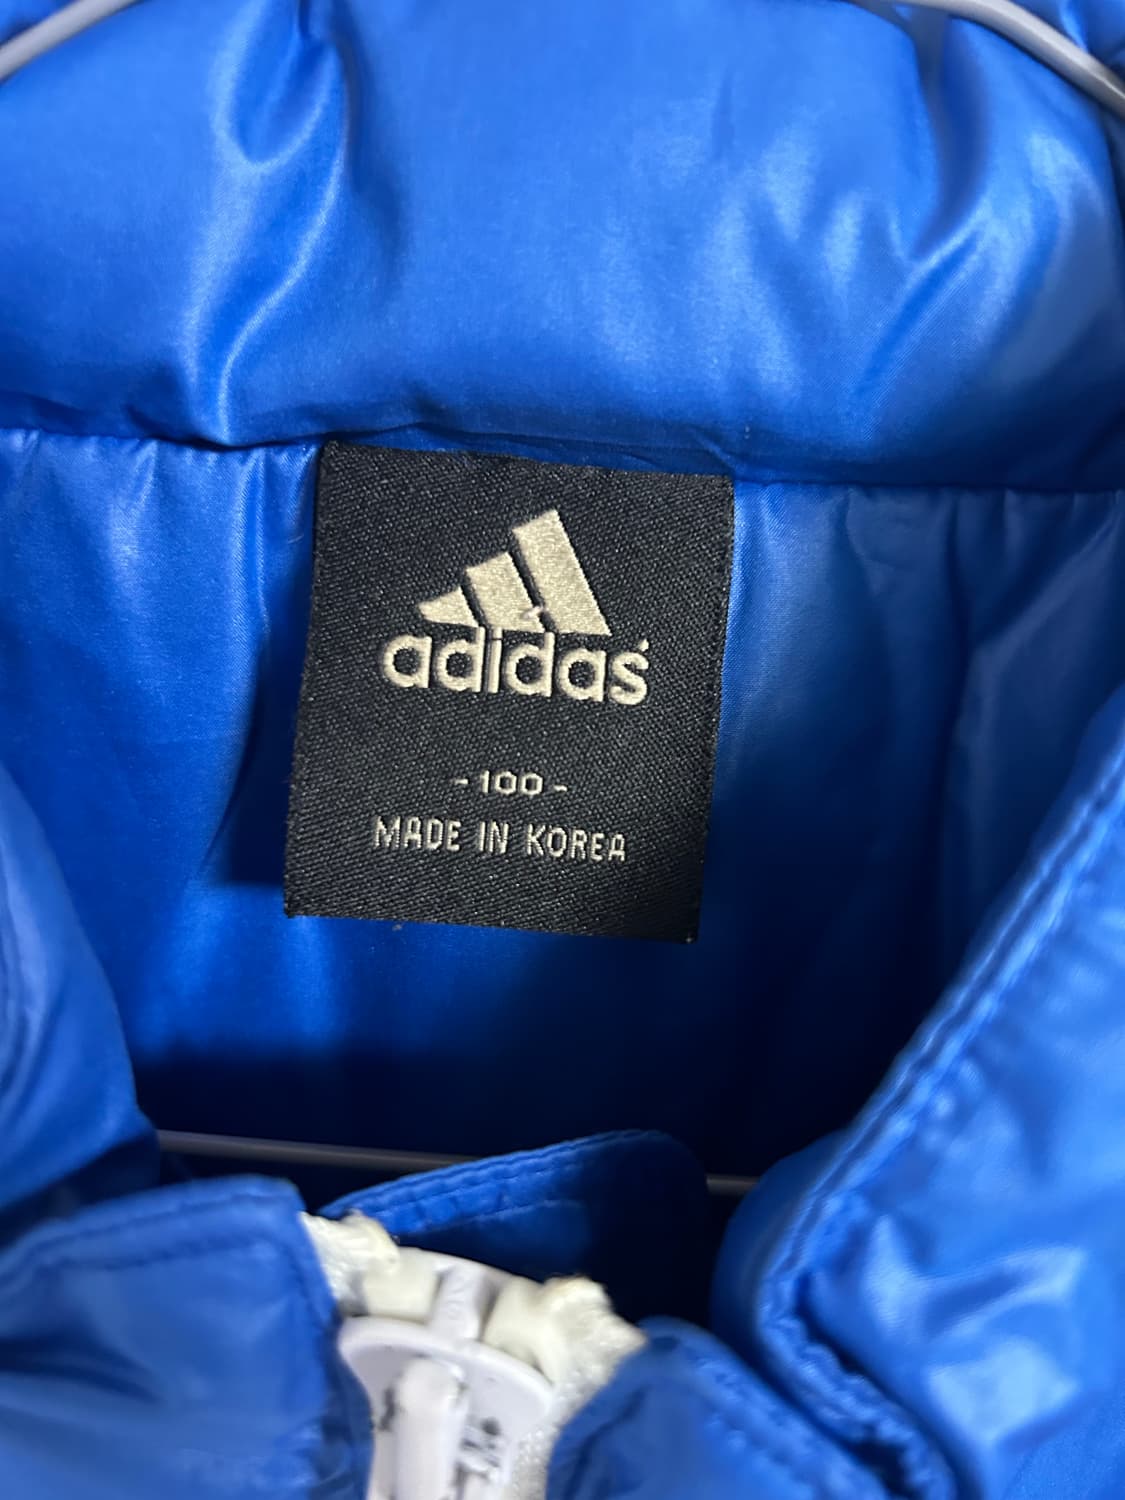 adidas
- 100 -
MADE IN KOREA